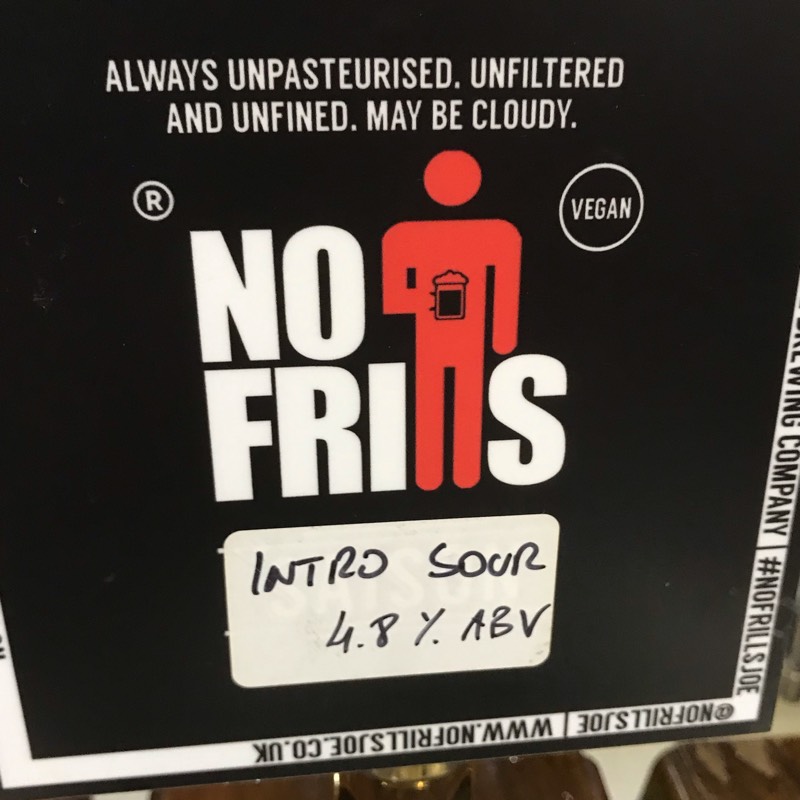 ALWAYS UNPASTEURISED. UNFILTERED
AND UNFINED. MAY BE CLOUDY.
®
VEGAN
NO
FRILLS
INTRO SOUR
4.8 % ABV
BREWING COMPANY | #NOFRILLSJOE
@NOFRILLSJOE | WWW.NOFRILLSJOE.CO.UK